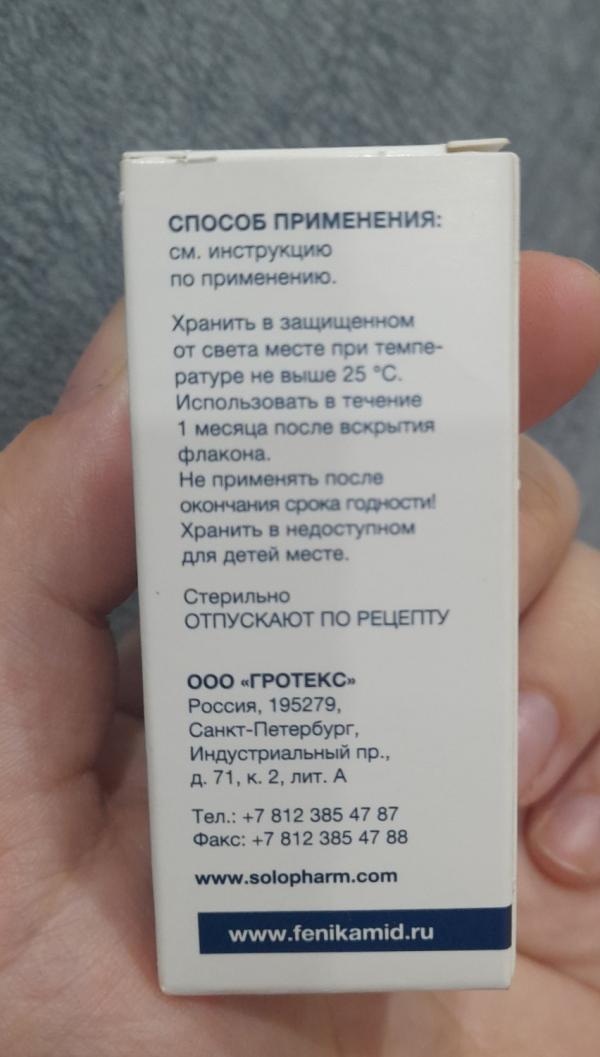 СПОСОБ ПРИМЕНЕНИЯ:
см. инструкцию
по применению.
Хранить в защищенном
от света месте при темпе-
ратуре не выше 25 °С.
Использовать в течение
1 месяца после вскрытия
флакона.
Не применять после
окончания срока годности!
Хранить в недоступном
для детей месте.
Стерильно
ОТПУСКАЮТ ПО РЕЦЕПТУ
ООО «ГРОТЕКС»
Россия, 195279,
Санкт-Петербург,
Индустриальный пр.,
д. 71, к. 2, лит. А
Тел.: +7 812 385 47 87
Факс: +7 812 385 47 88
www.solopharm.com
www.fenikamid.ru